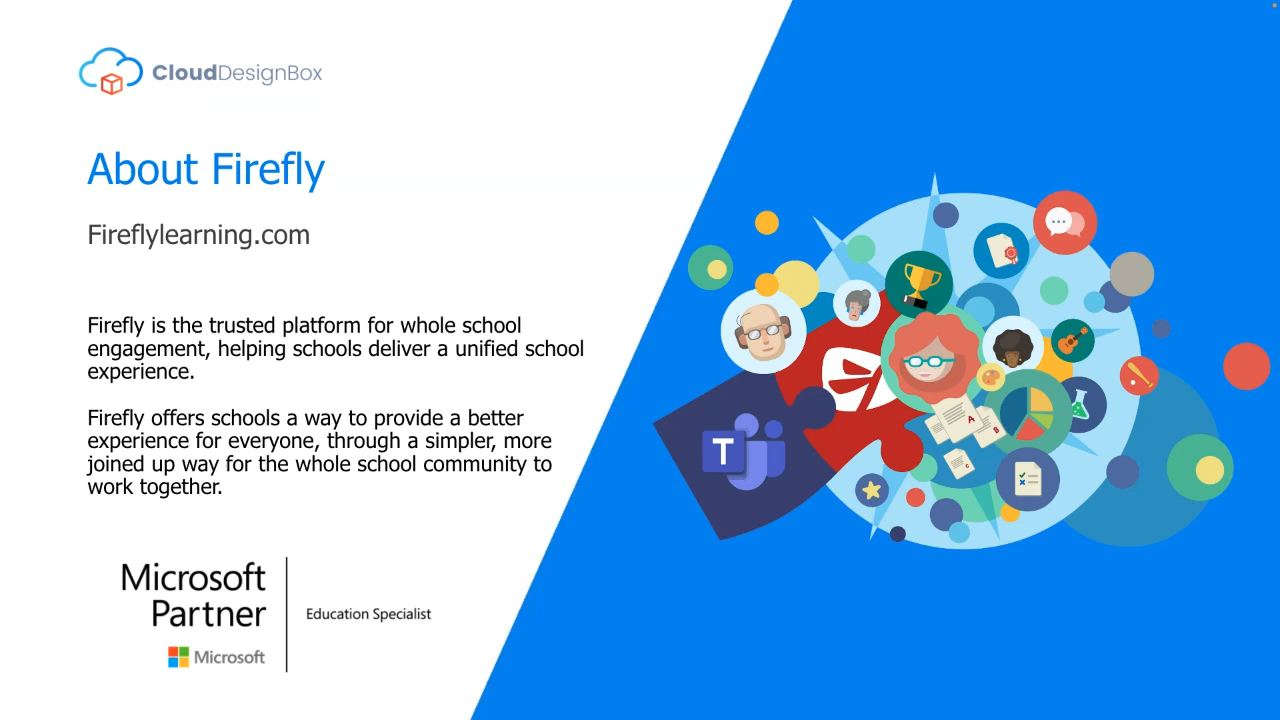 CloudDesignBox
About Firefly
Fireflylearning.com
Firefly is the trusted platform for whole school
engagement, helping schools deliver a unified school
experience.
Firefly offers schools a way to provide a better
experience for everyone, through a simpler, more
joined up way for the whole school community to
work together.
Microsoft
Partner
Education Specialist
Microsoft
T
A
B
C